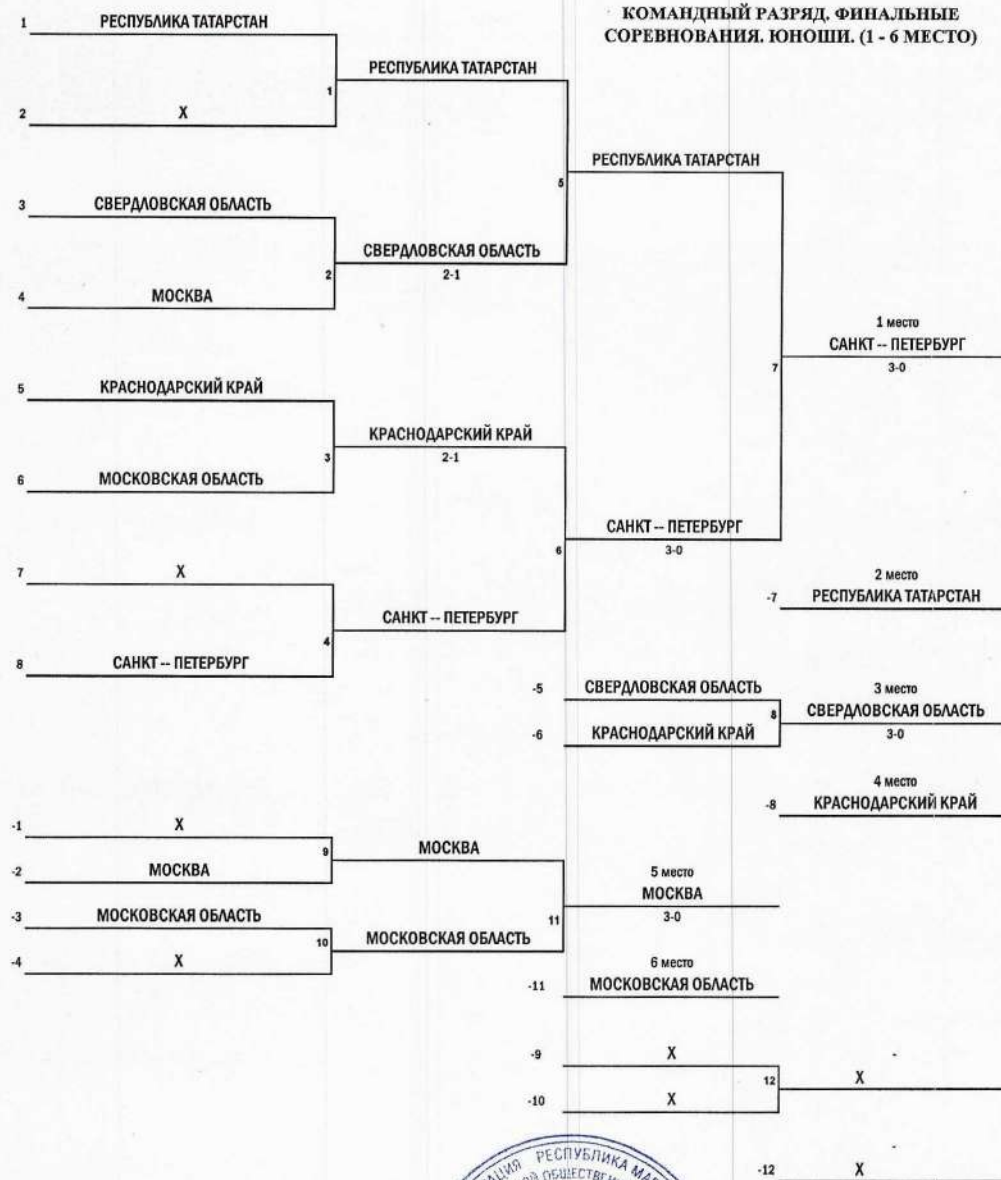 КОМАНДНЫЙ РАЗРЯД. ФИНАЛЬНЫЕ
СОРЕВНОВАНИЯ. ЮНОШИ. (1 - 6 МЕСТО)
1 РЕСПУБЛИКА ТАТАРСТАН
РЕСПУБЛИКА ТАТАРСТАН
1
2 X
РЕСПУБЛИКА ТАТАРСТАН
5
3 СВЕРДЛОВСКАЯ ОБЛАСТЬ
СВЕРДЛОВСКАЯ ОБЛАСТЬ
2 2-1
4 МОСКВА
1 место
САНКТ -- ПЕТЕРБУРГ
7 3-0
5 КРАСНОДАРСКИЙ КРАЙ
КРАСНОДАРСКИЙ КРАЙ
3 2-1
6 МОСКОВСКАЯ ОБЛАСТЬ
САНКТ -- ПЕТЕРБУРГ
6 3-0
7 X
2 место
-7 РЕСПУБЛИКА ТАТАРСТАН
САНКТ -- ПЕТЕРБУРГ
4
8 САНКТ -- ПЕТЕРБУРГ
-5 СВЕРДЛОВСКАЯ ОБЛАСТЬ
3 место
8 СВЕРДЛОВСКАЯ ОБЛАСТЬ
-6 КРАСНОДАРСКИЙ КРАЙ
3-0
4 место
-8 КРАСНОДАРСКИЙ КРАЙ
-1 X
9 МОСКВА
-2 МОСКВА
5 место
МОСКВА
-3 МОСКОВСКАЯ ОБЛАСТЬ
11 3-0
10 МОСКОВСКАЯ ОБЛАСТЬ
-4 X
6 место
-11 МОСКОВСКАЯ ОБЛАСТЬ
-9 X
12 X
-10 X
РЕСПУБЛИКА
-12 X